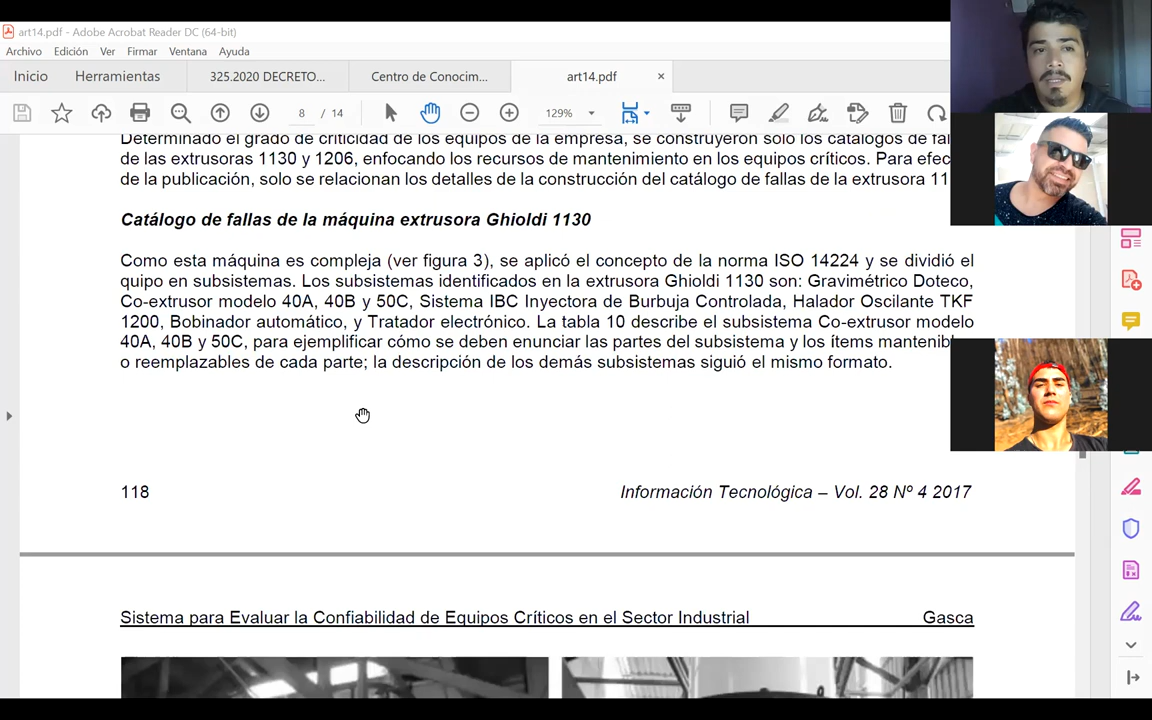 art14.pdf - Adobe Acrobat Reader DC (64-bit)
Archivo Edición Ver Firmar Ventana Ayuda
Inicio Herramientas 325.2020 DECRETO... Centro de Conocim... art14.pdf ×
8 / 14 129%
Determinado el grado de criticidad de los equipos de la empresa, se construyeron solo los catálogos de
de las extrusoras 1130 y 1206, enfocando los recursos de mantenimiento en los equipos críticos. Para
de la publicación, solo se relacionan los detalles de la construcción del catálogo de fallas de la extrusora
Catálogo de fallas de la máquina extrusora Ghioldi 1130
Como esta máquina es compleja (ver figura 3), se aplicó el concepto de la norma ISO 14224 y se dividió el
quipo en subsistemas. Los subsistemas identificados en la extrusora Ghioldi 1130 son: Gravimétrico Doteco,
Co-extrusor modelo 40A, 40B y 50C, Sistema IBC Inyectora de Burbuja Controlada, Halador Oscilante TKF
1200, Bobinador automático, y Tratador electrónico. La tabla 10 describe el subsistema Co-extrusor modelo
40A, 40B y 50C, para ejemplificar cómo se deben enunciar las partes del subsistema y los ítems
o reemplazables de cada parte; la descripción de los demás subsistemas siguió el mismo formato.
118 Información Tecnológica – Vol. 28 Nº 4 2017
Sistema para Evaluar la Confiabilidad de Equipos Críticos en el Sector Industrial Gasca